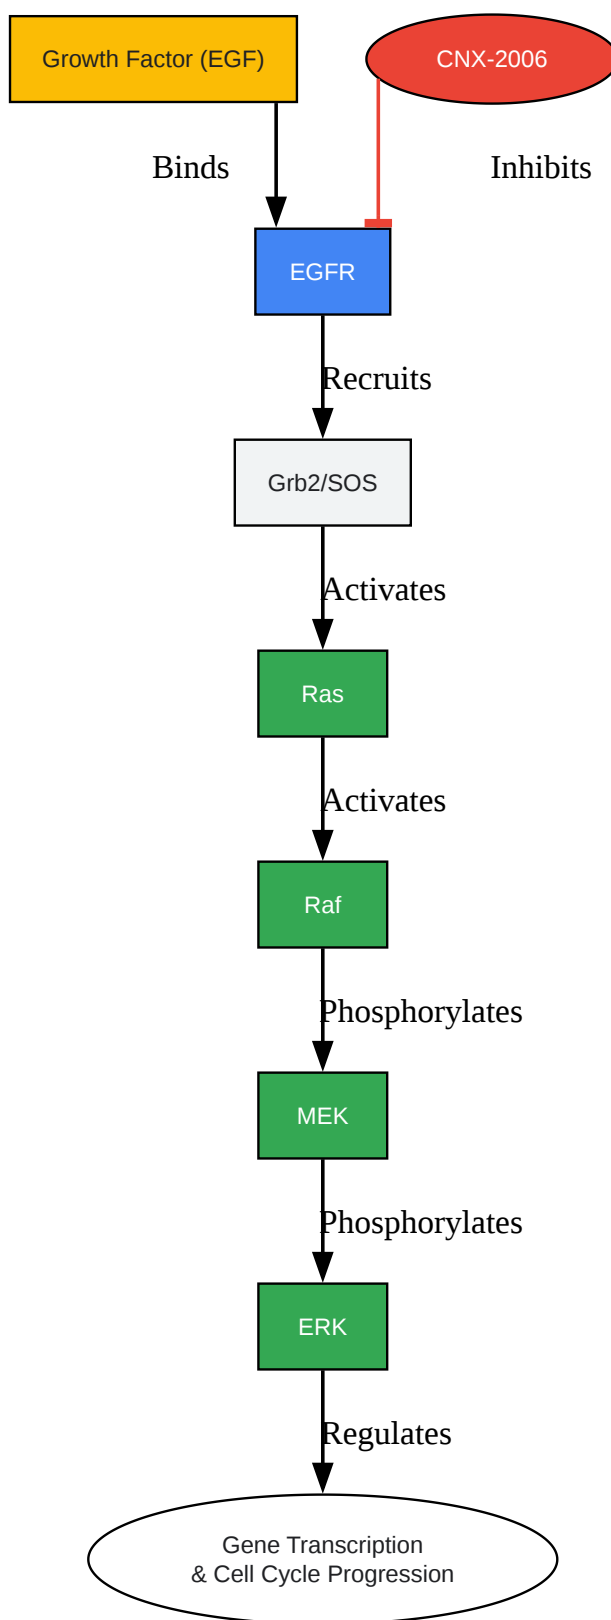 Growth Factor (EGF)
CNX-2006
Binds
Inhibits
EGFR
Recruits
Grb2/SOS
Activates
Ras
Activates
Raf
Phosphorylates
MEK
Phosphorylates
ERK
Regulates
Gene Transcription
& Cell Cycle Progression